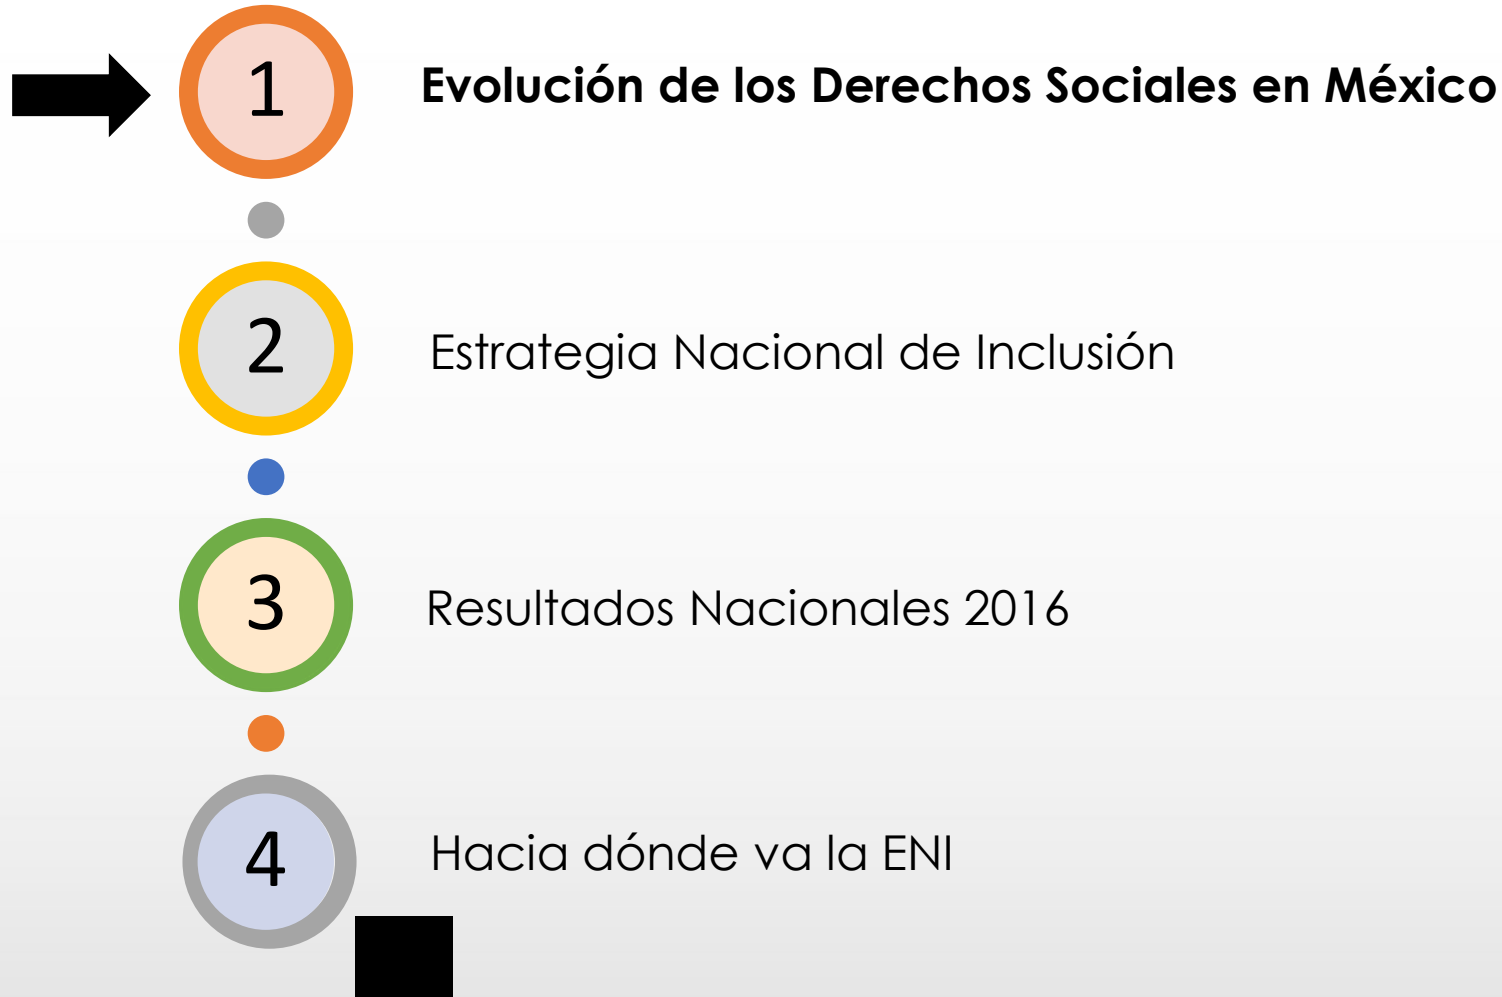 1 Evolución de los Derechos Sociales en México
2 Estrategia Nacional de Inclusión
3 Resultados Nacionales 2016
4 Hacia dónde va la ENI